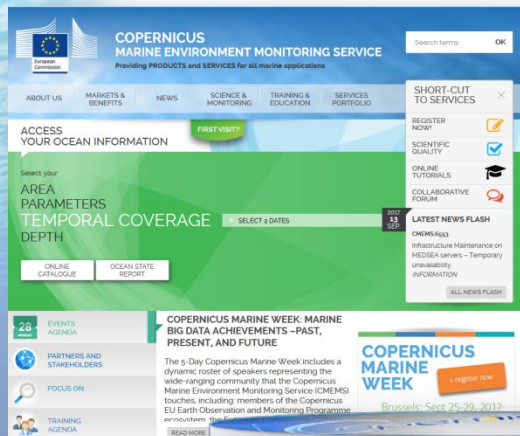 European
Commission
COPERNICUS
MARINE ENVIRONMENT MONITORING SERVICE
Providing PRODUCTS and SERVICES for all marine applications
Search terms
OK
ABOUT US
MARKETS &
BENEFITS
NEWS
SCIENCE &
MONITORING
TRAINING &
EDUCATION
SERVICES
PORTFOLIO
SHORT-CUT
TO SERVICES
REGISTER
NOW!
SCIENTIFIC
QUALITY
ONLINE
TUTORIALS
COLLABORATIVE
FORUM
ACCESS
YOUR OCEAN INFORMATION
FIRST VISIT?
Select your
AREA
PARAMETERS
TEMPORAL COVERAGE
SELECT 2 DATES
DEPTH
ONLINE
CATALOGUE
OCEAN STATE
REPORT
2017
13
SEP
LATEST NEWS FLASH
CMEMS:6553
Infrastructure Maintenance on
MEDSEA servers – Temporary
unavailability
INFORMATION
ALL NEWS FLASH
28
EVENTS
AGENDA
PARTNERS AND
STAKEHOLDERS
FOCUS ON
TRAINING
AGENDA
COPERNICUS MARINE WEEK: MARINE
BIG DATA ACHIEVEMENTS –PAST,
PRESENT, AND FUTURE
The 5-Day Copernicus Marine Week includes a
dynamic roster of speakers representing the
wide-ranging community that the Copernicus
Marine Environment Monitoring Service (CMEMS)
touches, including: members of the Copernicus
EU Earth Observation and Monitoring Programme
ecosystem, the
READ MORE
COPERNICUS
MARINE
WEEK
> register now
Brussels: Sept 25-29, 2017